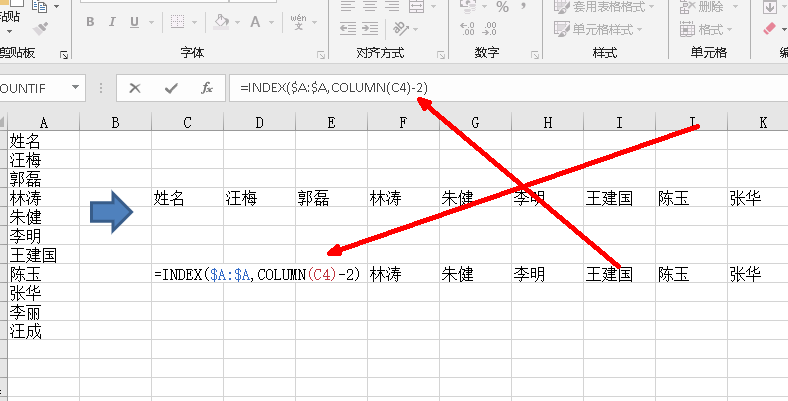 粘贴
B I U
A
wén
文
%
套用表格格式
单元格样式
删除
格式
剪贴板
字体
对齐方式
数字
样式
单元格
OUNTIF
fx
=INDEX($A:$A,COLUMN(C4)-2)
A B C D E F G H I J K
姓名
汪梅
郭磊
林涛 姓名 汪梅 郭磊 林涛 朱健 李明 王建国 陈玉 张华
朱健
李明
王建国
陈玉 =INDEX($A:$A,COLUMN(C4)-2) 林涛 朱健 李明 王建国 陈玉 张华
张华
李丽
汪成